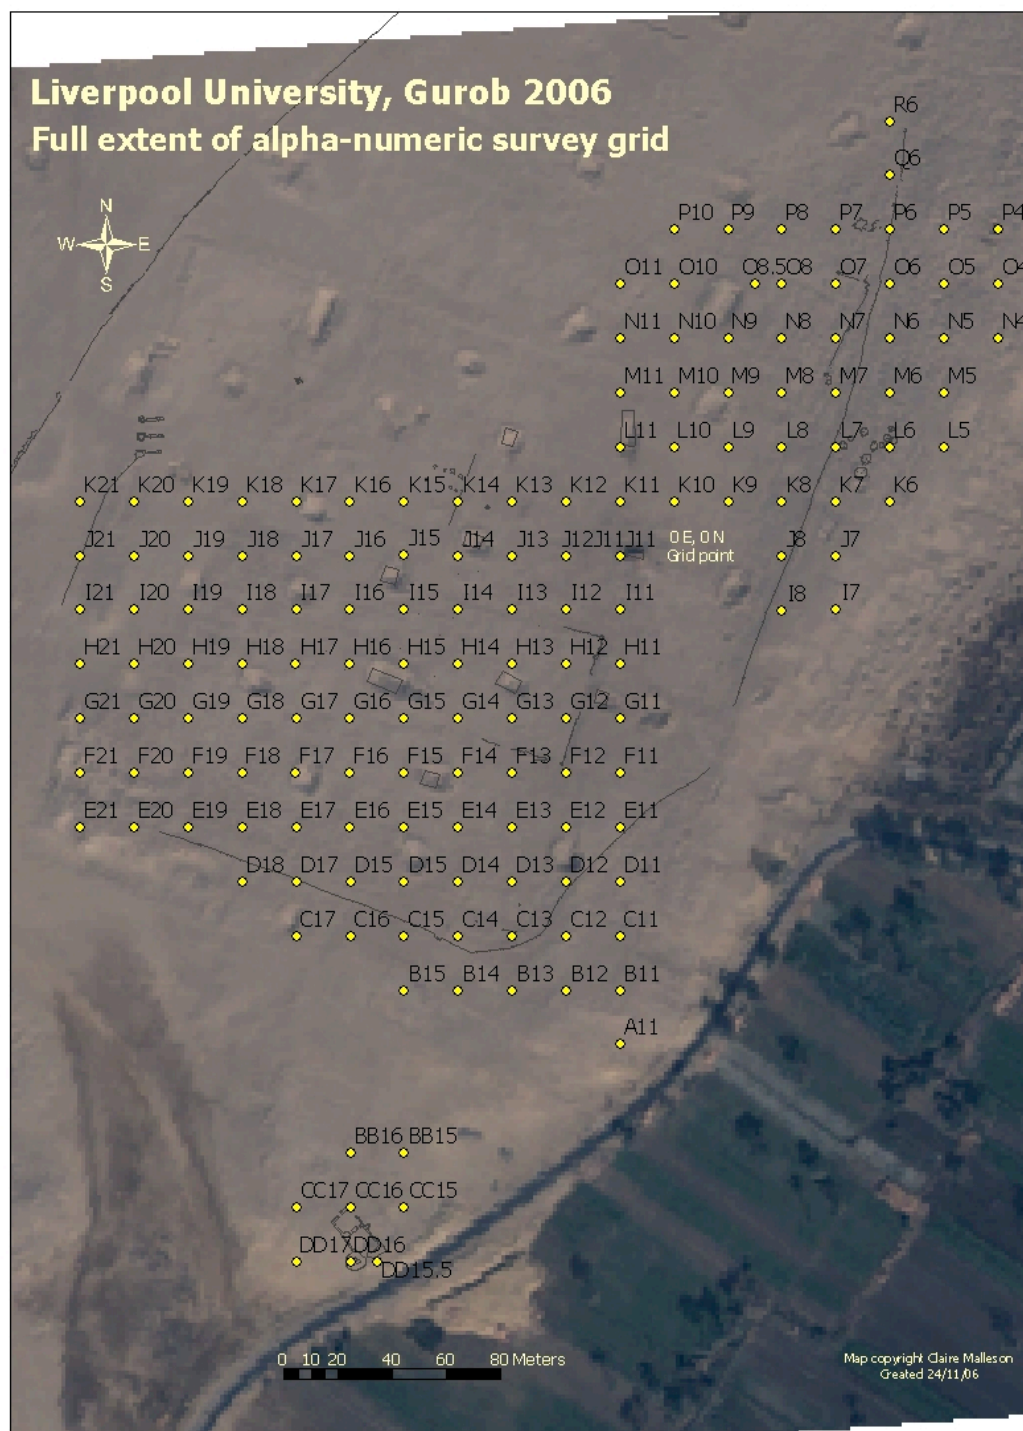 Liverpool University, Gurob 2006
Full extent of alpha-numeric survey grid
R6
Q6
N
W E
S
P10 P9 P8 P7 P6 P5 P4
O11 O10 O8.5 O8 O7 O6 O5 O4
N11 N10 N9 N8 N7 N6 N5 N4
M11 M10 M9 M8 M7 M6 M5
L11 L10 L9 L8 L7 L6 L5
K21 K20 K19 K18 K17 K16 K15 K14 K13 K12 K11 K10 K9 K8 K7 K6
J21 J20 J19 J18 J17 J16 J15 J14 J13 J12 J11 J11 0E, 0N J8 J7
Grid point
I21 I20 I19 I18 I17 I16 I15 I14 I13 I12 I11 I8 I7
H21 H20 H19 H18 H17 H16 H15 H14 H13 H12 H11
G21 G20 G19 G18 G17 G16 G15 G14 G13 G12 G11
F21 F20 F19 F18 F17 F16 F15 F14 F13 F12 F11
E21 E20 E19 E18 E17 E16 E15 E14 E13 E12 E11
D18 D17 D15 D15 D14 D13 D12 D11
C17 C16 C15 C14 C13 C12 C11
B15 B14 B13 B12 B11
A11
BB16 BB15
CC17 CC16 CC15
DD17 DD16
DD15.5
0 10 20 40 60 80 Meters
Map copyright Claire Malleson
Created 24/11/06